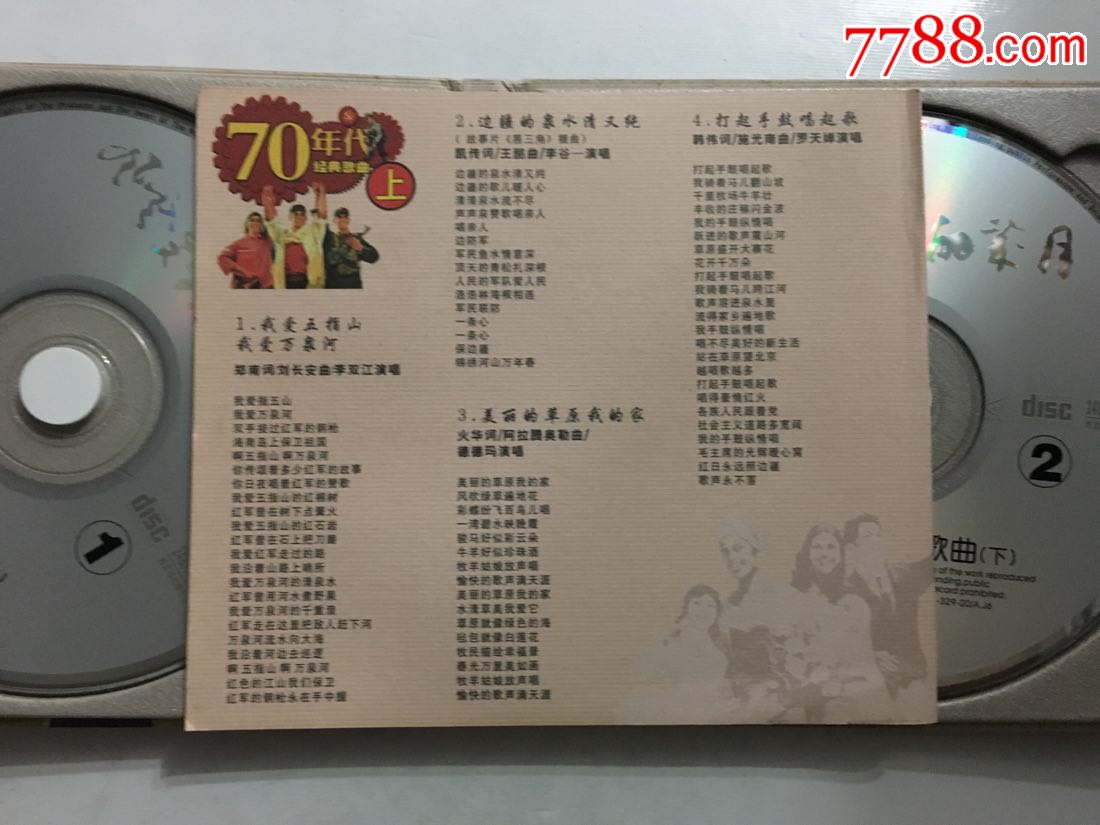 7788.com
70年代
经典歌曲
上
1.我爱五指山
我爱万泉河
郑南词/刘长安曲/李双江演唱
我爱指五山
我爱万泉河
双手接过红军的钢枪
海南岛上保卫祖国
啊五指山 啊万泉河
你传颂着多少红军的故事
你日夜唱着红军的赞歌
我爱五指山的红棉树
红军曾在树下点篝火
我爱五指山的红石岩
红军曾在石上把刀磨
我爱红军走过的路
我沿着山路上哨所
我爱万泉河的清泉水
红军曾用河水煮野果
我爱万泉河的千重浪
红军走在这里把敌人赶下河
万泉河流水向大海
我沿着河边去巡逻
啊 五指山 啊 万泉河
红色的江山我们保卫
红军的钢枪永在手中握
2.边疆的泉水清又纯
(故事片《黑三角》插曲)
凯传词/王酩曲/李谷一演唱
边疆的泉水清又纯
边疆的歌儿暖人心
清清泉水流不尽
声声泉赞歌唱亲人
唱亲人
边防军
军民鱼水情意深
顶天的青松扎深根
人民的军队爱人民
浩浩林海根相连
军民联防
一条心
一条心
保边疆
锦绣河山万年春
3.美丽的草原我的家
火华词/阿拉腾奥勒曲/
德德玛演唱
美丽的草原我的家
风吹绿草遍地花
彩蝶纷飞百鸟儿唱
一湾碧水映晚霞
骏马好似彩云朵
牛羊好似珍珠洒
牧羊姑娘放声唱
愉快的歌声满天涯
美丽的草原我的家
水清草美我爱它
草原就像绿色的海
毡包就像白莲花
牧民描绘幸福景
春光万里美如画
牧羊姑娘放声唱
愉快的歌声满天涯
4.打起手鼓唱起歌
韩伟词/施光南曲/罗天婵演唱
打起手鼓唱起歌
我骑着马儿翻山坡
千里牧场牛羊壮
丰收的庄稼闪金波
我的手鼓纵情唱
跃进的歌声震山河
草原盛开大寨花
花开千万朵
打起手鼓唱起歌
我骑着马儿跨江河
歌声溶进泉水里
流得家乡遍地歌
我手鼓纵情唱
唱不尽美好的新生活
站在草原望北京
越唱歌越多
打起手鼓唱起歌
唱得豪情红火
各族人民跟着党
社会主义道路多宽阔
我的手鼓纵情唱
毛主席的光辉暖心窝
红日永远照边疆
歌声永不落
disc
1
disc
2
歌曲(下)
of the work reproduced
lending,public
record prohibited.
-329-00/A.J6